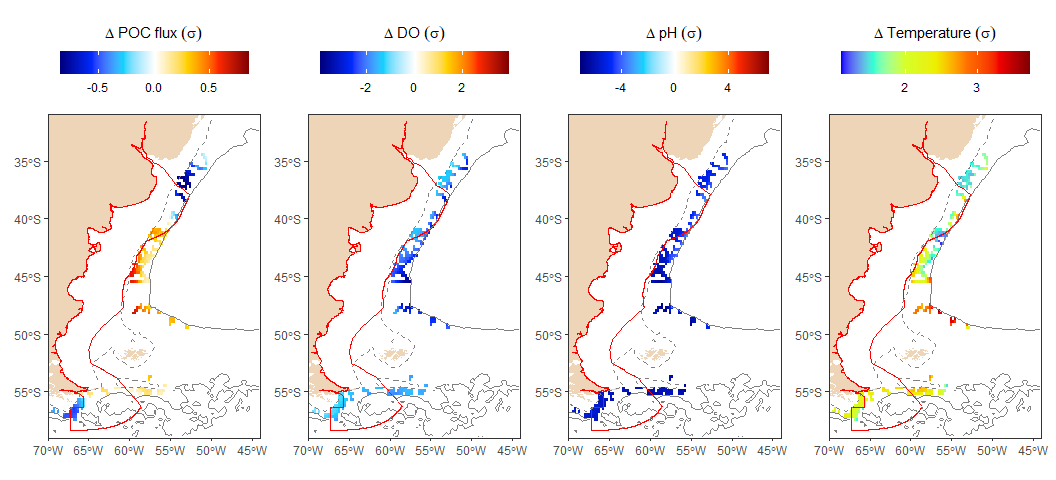 Δ POC flux (σ) Δ DO (σ) Δ pH (σ) Δ Temperature (σ)
-0.5 0.0 0.5 -2 0 2 -4 0 4 2 3
35°S 35°S 35°S 35°S
40°S 40°S 40°S 40°S
45°S 45°S 45°S 45°S
50°S 50°S 50°S 50°S
55°S 55°S 55°S 55°S
70°W 65°W 60°W 55°W 50°W 45°W 70°W 65°W 60°W 55°W 50°W 45°W 70°W 65°W 60°W 55°W 50°W 45°W 70°W 65°W 60°W 55°W 50°W 45°W